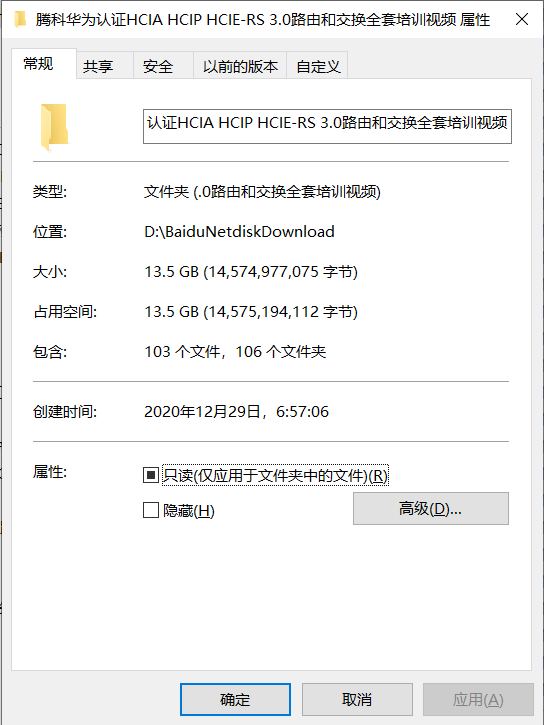 腾科华为认证HCIA HCIP HCIE-RS 3.0路由和交换全套培训视频 属性
常规 共享 安全 以前的版本 自定义
认证HCIA HCIP HCIE-RS 3.0路由和交换全套培训视频
类型: 文件夹 (.0路由和交换全套培训视频)
位置: D:\BaiduNetdiskDownload
大小: 13.5 GB (14,574,977,075 字节)
占用空间: 13.5 GB (14,575,194,112 字节)
包含: 103 个文件，106 个文件夹
创建时间: 2020年12月29日，6:57:06
属性: 只读(仅应用于文件夹中的文件)(R)
隐藏(H) 高级(D)...
确定 取消 应用(A)